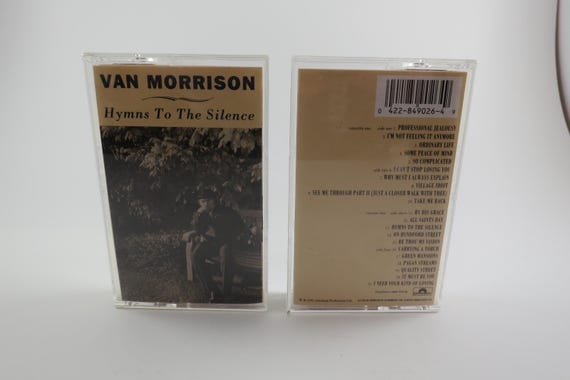 VAN MORRISON
Hymns To The Silence
0 422-849026-4 9
PROFESSIONAL JEALOUSY
I'M NOT FEELING IT ANYMORE
ORDINARY LIFE
SOME PEACE OF MIND
SO COMPLICATED
I CAN'T STOP LOVING YOU
WHY MUST I ALWAYS EXPLAIN
VILLAGE IDIOT
SEE ME THROUGH PART II (JUST A CLOSER WALK WITH THEE)
TAKE ME BACK
BY HIS GRACE
ALL SAINTS DAY
HYMNS TO THE SILENCE
ON HYNDFORD STREET
BE THOU MY VISION
CARRYING A TORCH
GREEN MANSIONS
PAGAN STREAMS
QUALITY STREET
IT MUST BE YOU
I NEED YOUR KIND OF LOVING